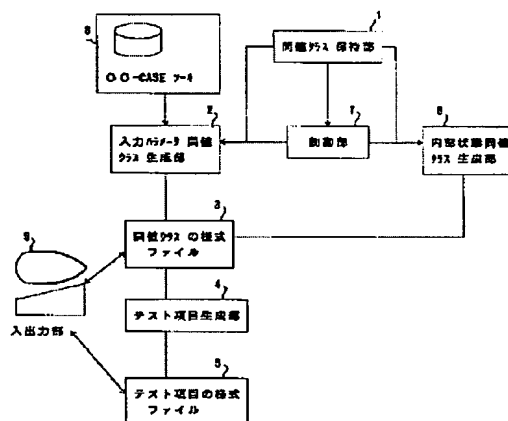 8
1
OO-CASE ツール
同値クラス 保持部
2
7
6
入力パラメータ 同値
クラス 生成部
制御部
内部状態同値
クラス 生成部
3
同値クラス の様式
ファイル
9
4
入出力部
テスト項目生成部
5
テスト項目の様式
ファイル